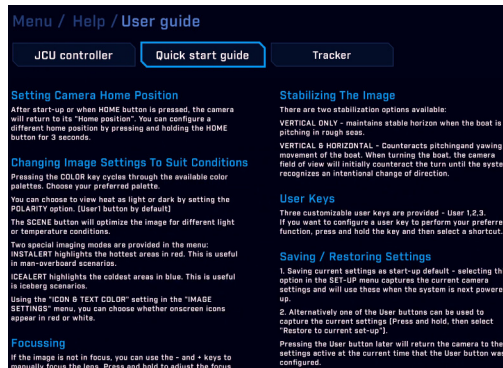 Menu / Help / User guide
JCU controller
Quick start guide
Tracker
Setting Camera Home Position
After start-up or when HOME button is pressed, the camera
will return to its "Home position". You can configure a
different home position by pressing and holding the HOME
button for 3 seconds.
Changing Image Settings To Suit Conditions
Pressing the COLOR key cycles through the available color
palettes. Choose your preferred palette.
You can choose to view heat as light or dark by setting the
POLARITY option. [User1 button by default]
The SCENE button will optimize the image for different light
or temperature conditions.
Two special imaging modes are provided in the menu:
INSTALERT highlights the hottest areas in red. This is useful
in man-overboard scenarios.
ICEALERT highlights the coldest areas in blue. This is useful
is iceberg scenarios.
Using the "ICON & TEXT COLOR" setting in the "IMAGE
SETTINGS" menu, you can choose whether onscreen icons
appear in red or white.
Focussing
If the image is not in focus, you can use the - and + keys to
manually focus the lens. Press and hold to adjust the focus
Stabilizing The Image
There are two stabilization options available:
VERTICAL ONLY - maintains stable horizon when the boat is
pitching in rough seas.
VERTICAL & HORIZONTAL - Counteracts pitchingand yawing
movement of the boat. When turning the boat, the camera
field of view will initially counteract the turn until the syste
recognizes an intentional change of direction.
User Keys
Three customizable user keys are provided - User 1,2,3.
If you want to configure a user key to perform your preferre
function, press and hold the key and then select a shortcut.
Saving / Restoring Settings
1. Saving current settings as start-up default - selecting th
option in the SET-UP menu captures the current camera
settings and will use these when the system is next powere
up.
2. Alternatively one of the User buttons can be used to
capture the current settings [Press and hold, then select
"Restore to current set-up"].
Pressing the User button later will return the camera to the
settings active at the current time that the User button was
configured.